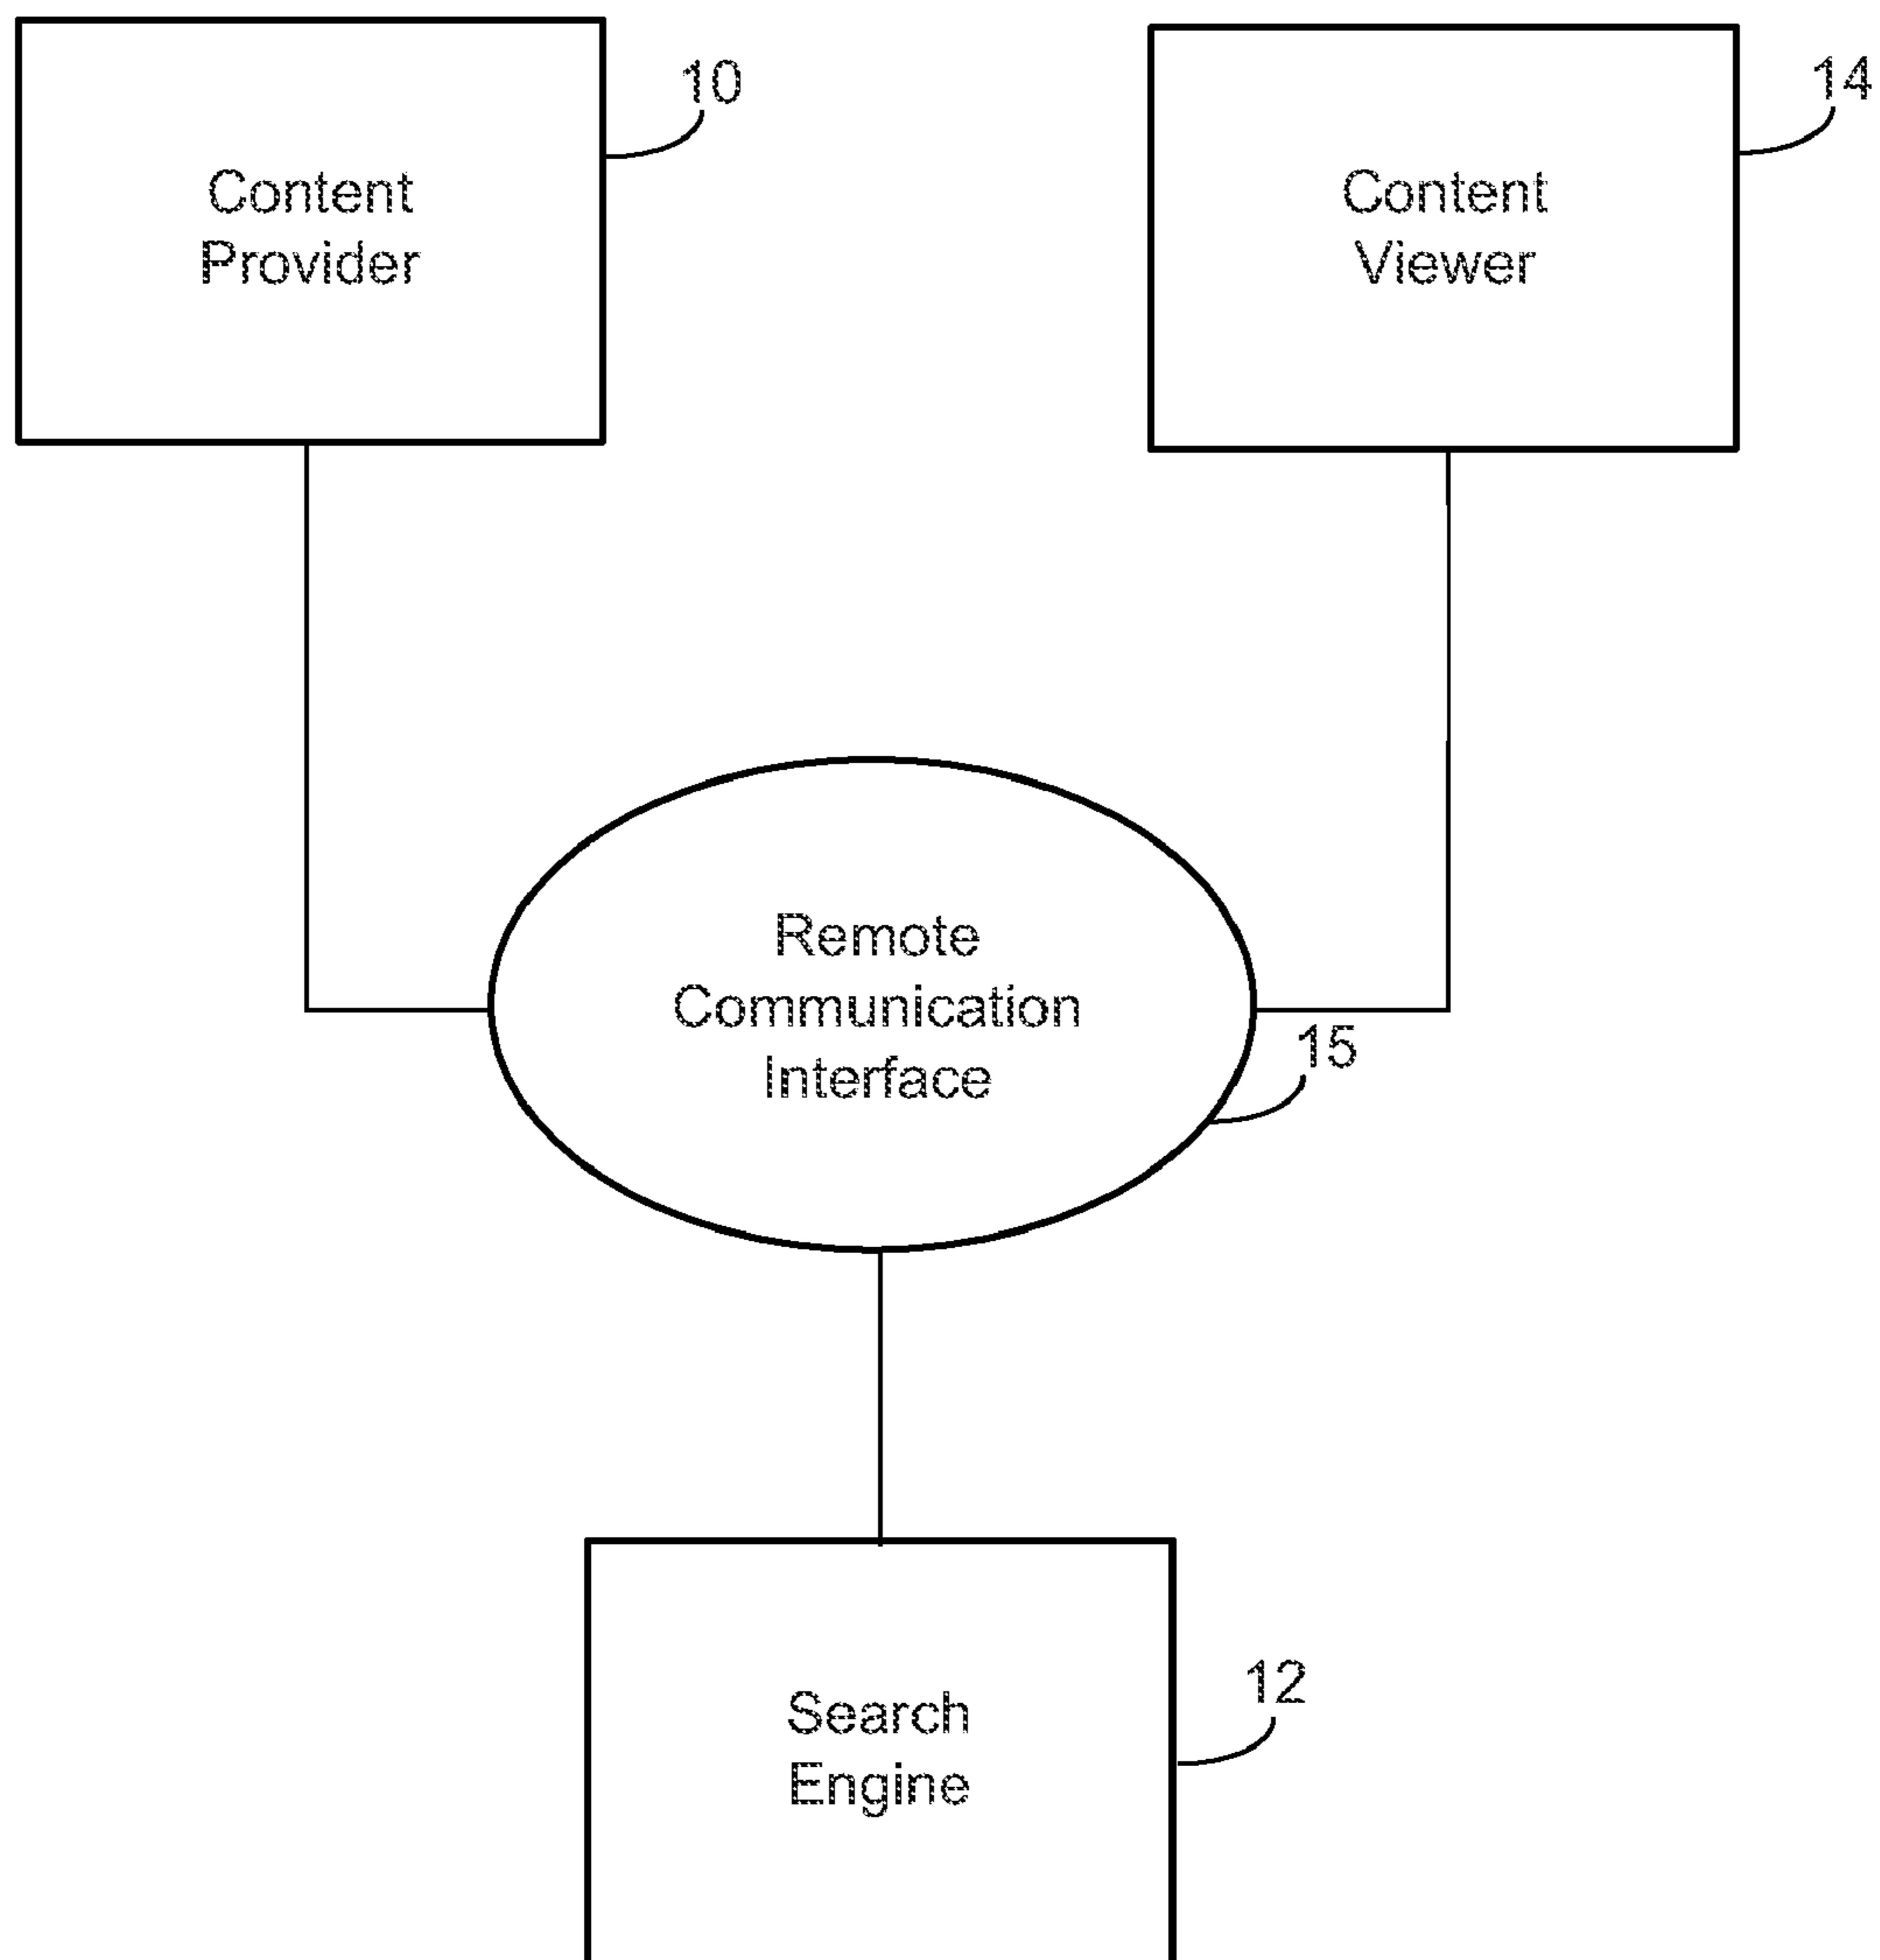 10
Content
Provider
14
Content
Viewer
Remote
Communication
Interface
15
Search
Engine
12